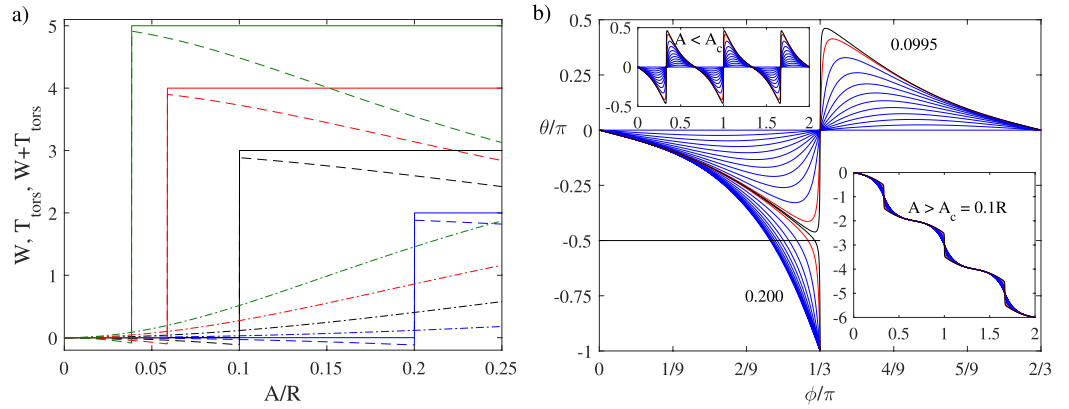 a)
W, T_tors, W+T_tors
5
4
3
2
1
0
0 0.05 0.1 0.15 0.2 0.25
A/R
b)
θ/π
0.5
0.25
0
-0.25
-0.5
-0.75
-1
0 1/9 2/9 1/3 4/9 5/9 2/3
ϕ/π
0.0995
0.200
A < A_c
0.5
0
-0.5
0 0.5 1 1.5 2
A > A_c = 0.1R
0
-1
-2
-3
-4
-5
-6
0 0.5 1 1.5 2